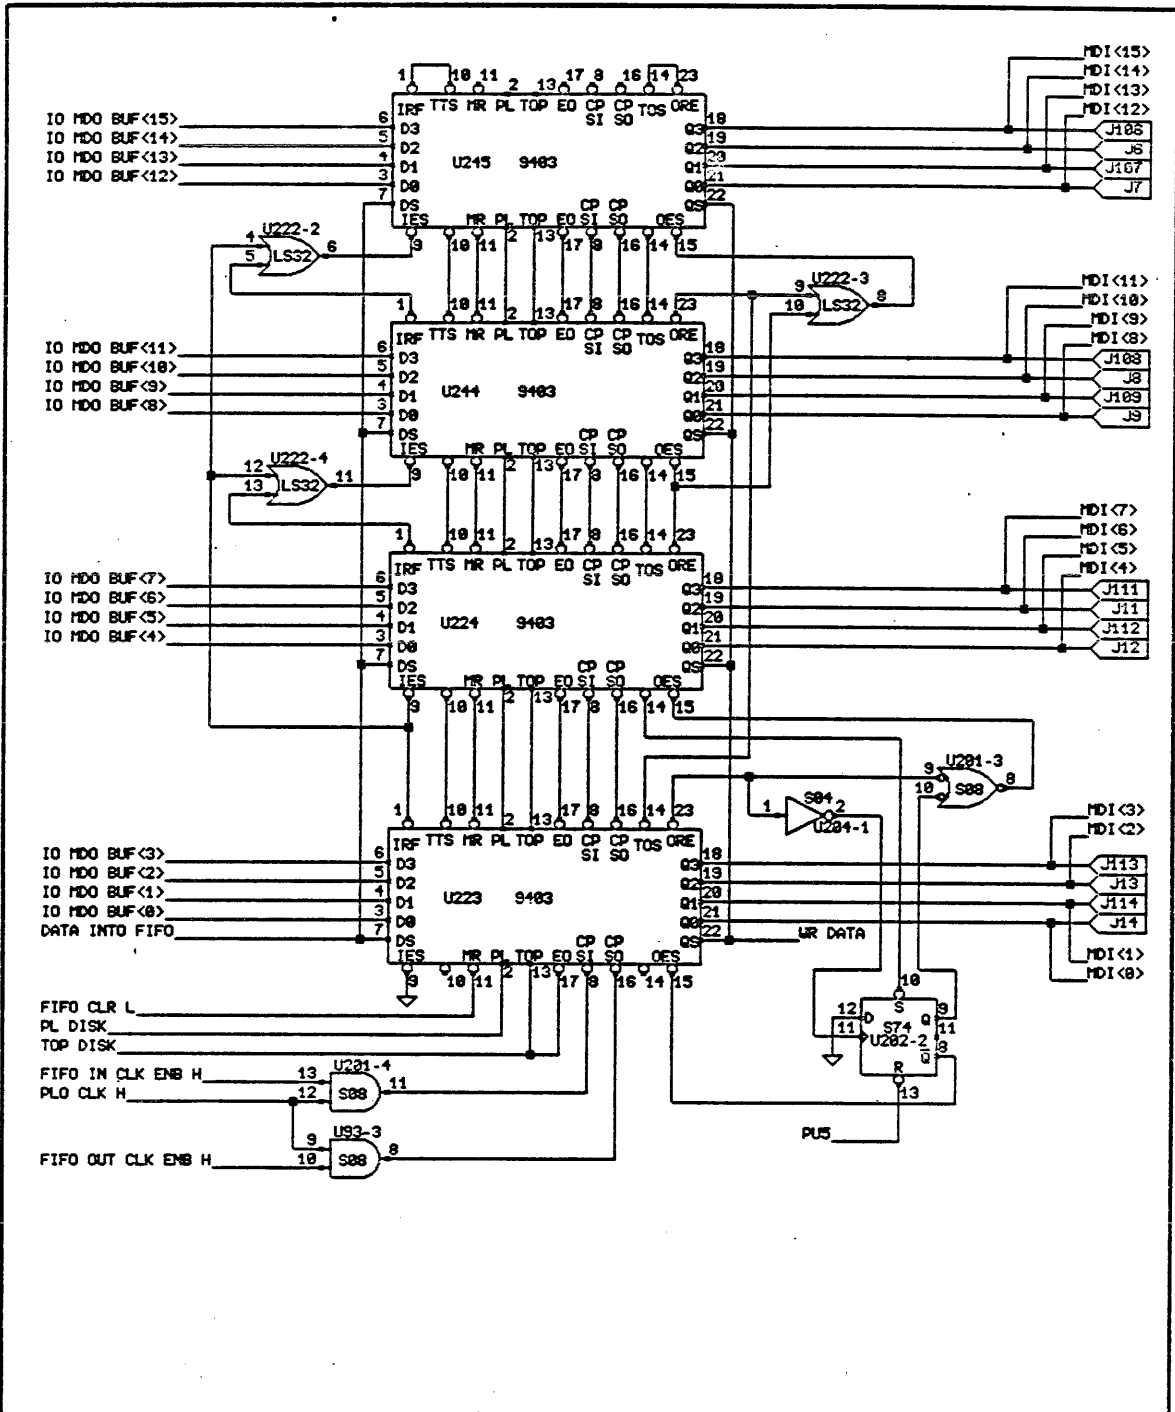 1 10 11 2 13 17 8 16 14 23
IRF TTS MR PL TOP EO CP SI CP SO TOS ORE
IO MDO BUF<15> 6 D3
IO MDO BUF<14> 5 D2
IO MDO BUF<13> 4 D1
IO MDO BUF<12> 3 D0
7 DS
U245 9403
Q3 18
Q2 19
Q1 20
Q0 21
QS 22
MDI<15>
MDI<14>
MDI<13>
MDI<12>
J6
J107
J7
IES MR PL TOP EO CP SI CP SO OES
9 10 11 2 13 17 8 16 14 15
U222-2
4
5
LS32
6
U222-3
9
10
LS32
8
1 10 11 2 13 17 8 16 14 23
IRF TTS MR PL TOP EO CP SI CP SO TOS ORE
IO MDO BUF<11> 6 D3
IO MDO BUF<10> 5 D2
IO MDO BUF<9> 4 D1
IO MDO BUF<8> 3 D0
7 DS
U244 9403
Q3 18
Q2 19
Q1 20
Q0 21
QS 22
MDI<11>
MDI<10>
MDI<9>
MDI<8>
J108
J8
J109
J9
IES MR PL TOP EO CP SI CP SO OES
9 10 11 2 13 17 8 16 14 15
U222-4
12
13
LS32
11
1 10 11 2 13 17 8 16 14 23
IRF TTS MR PL TOP EO CP SI CP SO TOS ORE
IO MDO BUF<7> 6 D3
IO MDO BUF<6> 5 D2
IO MDO BUF<5> 4 D1
IO MDO BUF<4> 3 D0
7 DS
U224 9403
Q3 18
Q2 19
Q1 20
Q0 21
QS 22
MDI<7>
MDI<6>
MDI<5>
MDI<4>
J111
J11
J112
J12
IES MR PL TOP EO CP SI CP SO OES
9 10 11 2 13 17 8 16 14 15
U201-3
9
10
S08
8
1 S04 2
U204-1
1 10 11 2 13 17 8 16 14 23
IRF TTS MR PL TOP EO CP SI CP SO TOS ORE
IO MDO BUF<3> 6 D3
IO MDO BUF<2> 5 D2
IO MDO BUF<1> 4 D1
IO MDO BUF<0> 3 D0
DATA INTO FIFO 7 DS
U223 9403
Q3 18
Q2 19
Q1 20
Q0 21
QS 22
WR DATA
MDI<3>
MDI<2>
J113
J13
J114
J14
MDI<1>
MDI<0>
IES MR PL TOP EO CP SI CP SO OES
9 10 11 2 13 17 8 16 14 15
FIFO CLR L
PL DISK
TOP DISK
10
S
12 D Q 9
S74 11
11 U202-2
Q 8
R
13
PU5
FIFO IN CLK ENB H 13
PLO CLK H 12
U201-4
S08
11
U93-3
9
S08
8
FIFO OUT CLK ENB H 10